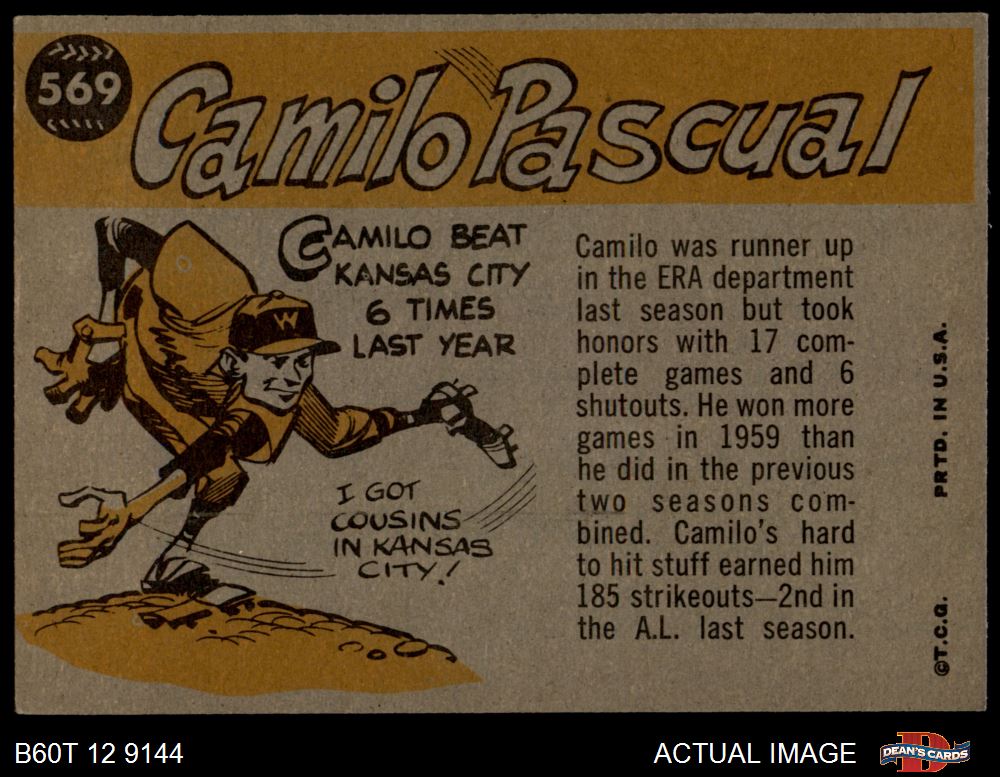 569
Camilo Pascual
CAMILO BEAT
KANSAS CITY
6 TIMES
LAST YEAR
W
I GOT
COUSINS
IN KANSAS
CITY!
Camilo was runner up
in the ERA department
last season but took
honors with 17 com-
plete games and 6
shutouts. He won more
games in 1959 than
he did in the previous
two seasons com-
bined. Camilo's hard
to hit stuff earned him
185 strikeouts—2nd in
the A.L. last season.
©T.C.G. PRTD. IN U.S.A.
B60T 12 9144
ACTUAL IMAGE
D
DEAN'S CARDS